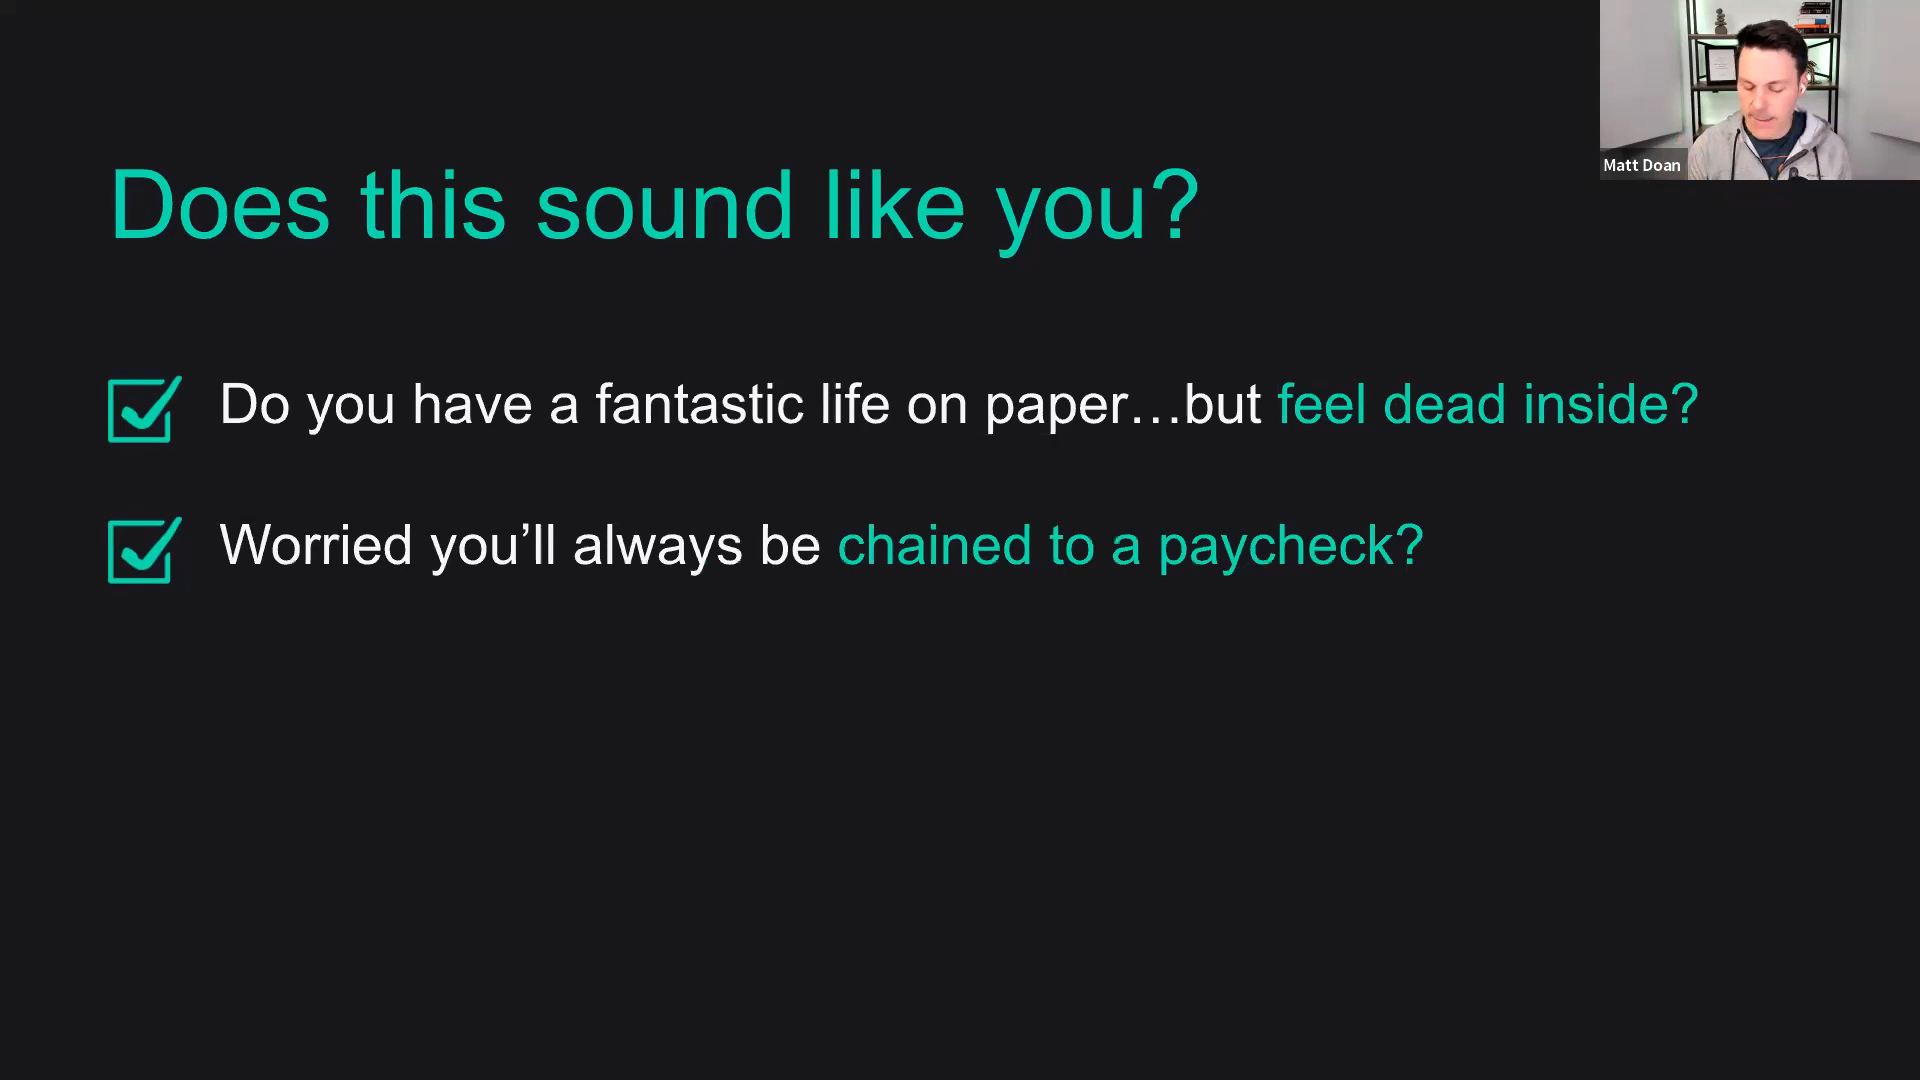 Does this sound like you?
Matt Doan
Do you have a fantastic life on paper…but feel dead inside?
Worried you’ll always be chained to a paycheck?